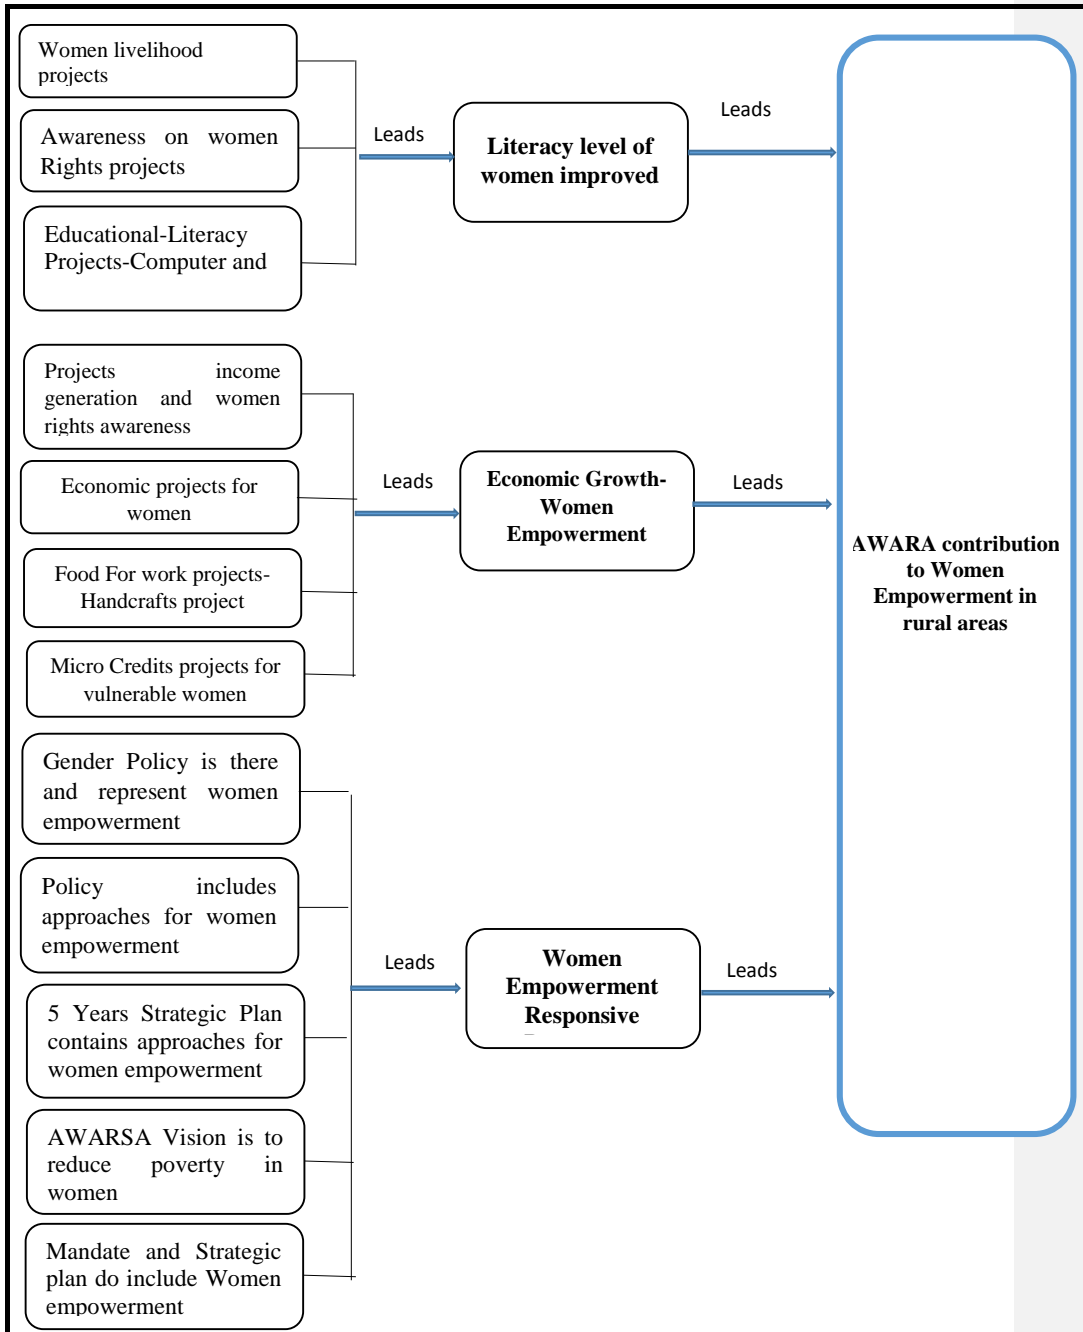 Women livelihood
projects
Awareness on women
Rights projects
Educational-Literacy
Projects-Computer and
Leads
Literacy level of
women improved
Leads
Projects income
generation and women
rights awareness
Economic projects for
women
Food For work projects-
Handcrafts project
Micro Credits projects for
vulnerable women
Leads
Economic Growth-
Women
Empowerment
Leads
Gender Policy is there
and represent women
empowerment
Policy includes
approaches for women
empowerment
5 Years Strategic Plan
contains approaches for
women empowerment
AWARSA Vision is to
reduce poverty in
women
Mandate and Strategic
plan do include Women
empowerment
Leads
Women
Empowerment
Responsive
Leads
AWARA contribution
to Women
Empowerment in
rural areas